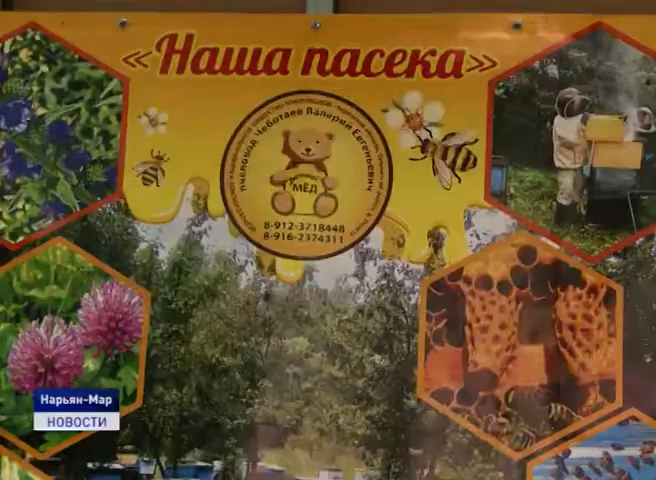 «Наша пасека»
пчеловод Чеботаев Валерий Евгеньевич
МЁД
8-912-3718448
8-916-2374311
Нарьян-Мар
НОВОСТИ